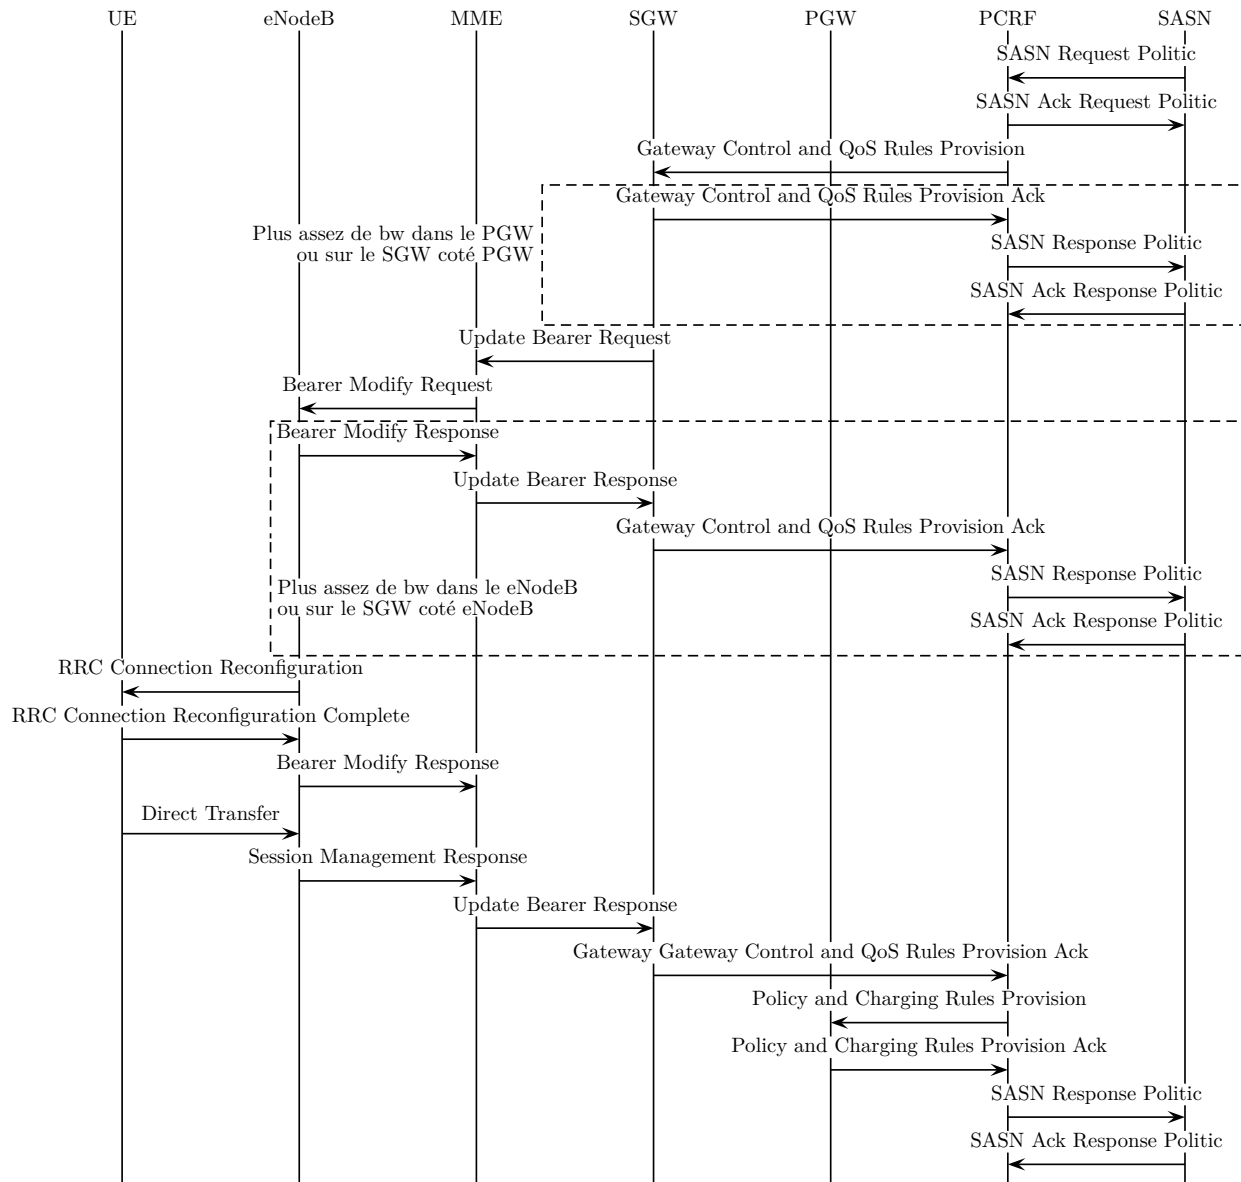 UE eNodeB MME SGW PGW PCRF SASN
SASN Request Politic
SASN Ack Request Politic
Gateway Control and QoS Rules Provision
Gateway Control and QoS Rules Provision Ack
Plus assez de bw dans le PGW
ou sur le SGW coté PGW
SASN Response Politic
SASN Ack Response Politic
Update Bearer Request
Bearer Modify Request
Bearer Modify Response
Update Bearer Response
Gateway Control and QoS Rules Provision Ack
SASN Response Politic
Plus assez de bw dans le eNodeB
ou sur le SGW coté eNodeB
SASN Ack Response Politic
RRC Connection Reconfiguration
RRC Connection Reconfiguration Complete
Bearer Modify Response
Direct Transfer
Session Management Response
Update Bearer Response
Gateway Gateway Control and QoS Rules Provision Ack
Policy and Charging Rules Provision
Policy and Charging Rules Provision Ack
SASN Response Politic
SASN Ack Response Politic